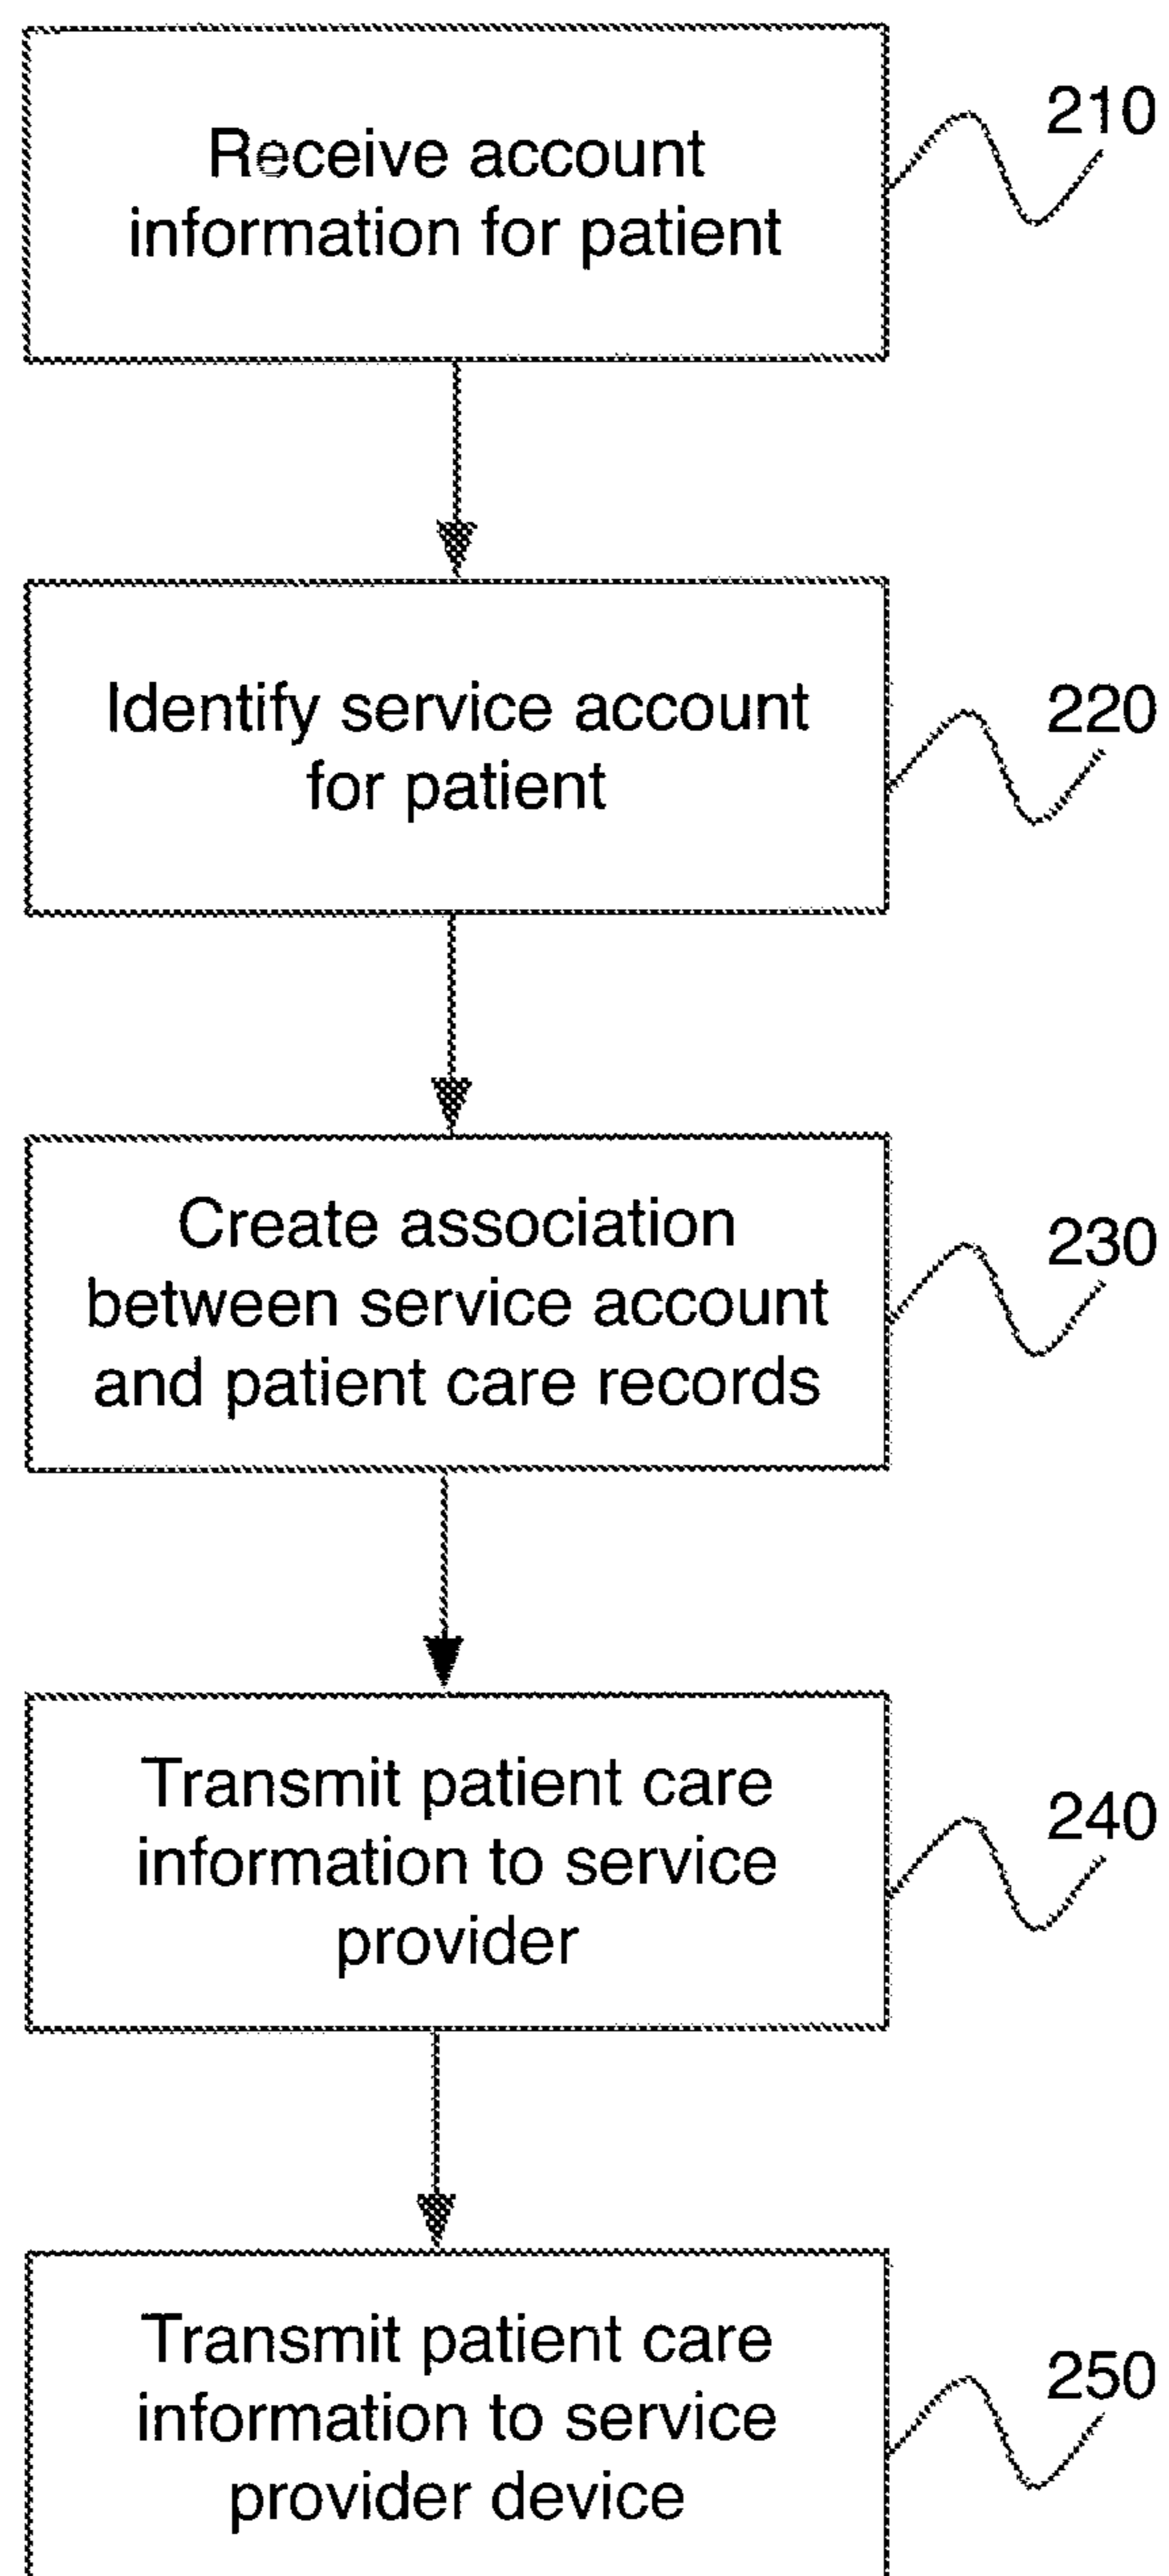 Receive account
information for patient
210
Identify service account
for patient
220
Create association
between service account
and patient care records
230
Transmit patient care
information to service
provider
240
Transmit patient care
information to service
provider device
250